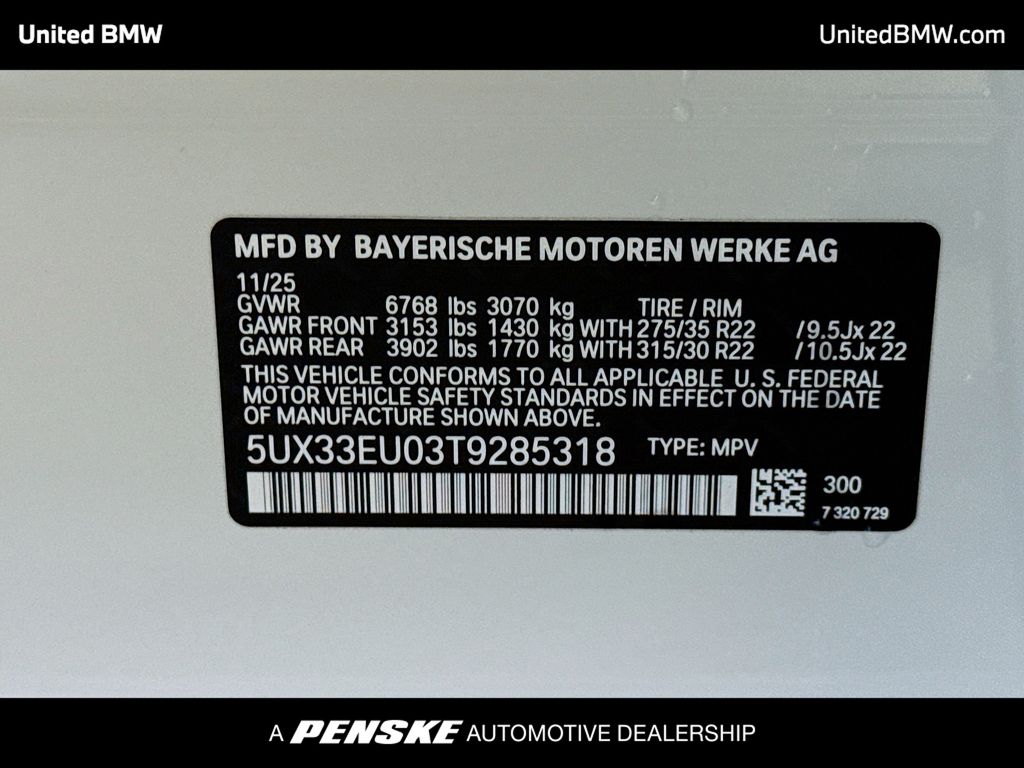 United BMW
UnitedBMW.com
MFD BY BAYERISCHE MOTOREN WERKE AG
11/25
GVWR 6768 lbs 3070 kg TIRE / RIM
GAWR FRONT 3153 lbs 1430 kg WITH 275/35 R22 /9.5Jx 22
GAWR REAR 3902 lbs 1770 kg WITH 315/30 R22 /10.5Jx 22
THIS VEHICLE CONFORMS TO ALL APPLICABLE U. S. FEDERAL
MOTOR VEHICLE SAFETY STANDARDS IN EFFECT ON THE DATE
OF MANUFACTURE SHOWN ABOVE.
5UX33EU03T9285318 TYPE: MPV
300
7 320 729
A PENSKE AUTOMOTIVE DEALERSHIP